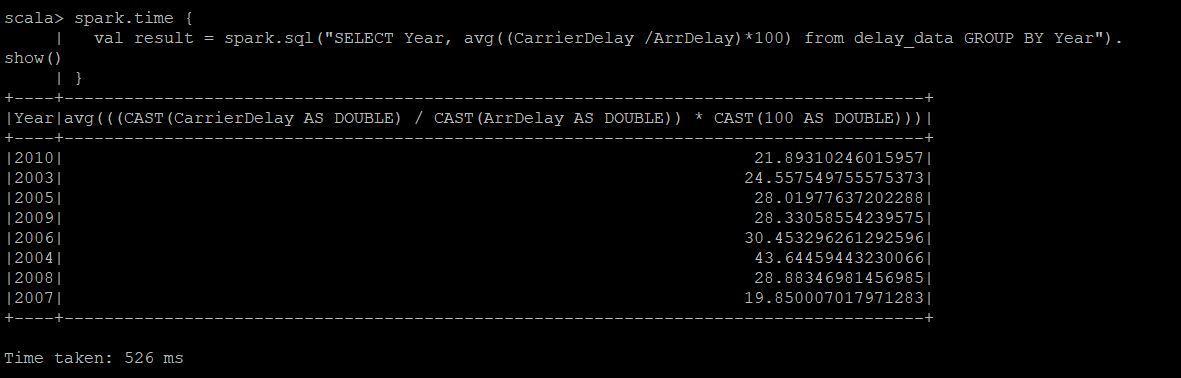 scala> spark.time {
     |   val result = spark.sql("SELECT Year, avg((CarrierDelay /ArrDelay)*100) from delay_data GROUP BY Year").
show()
     | }
+----+--------------------------------------------------------------------------------------+
|Year|avg(((CAST(CarrierDelay AS DOUBLE) / CAST(ArrDelay AS DOUBLE)) * CAST(100 AS DOUBLE)))|
+----+--------------------------------------------------------------------------------------+
|2010|                                                                     21.89310246015957|
|2003|                                                                    24.557549755575373|
|2005|                                                                     28.01977637202288|
|2009|                                                                     28.33058554239575|
|2006|                                                                    30.453296261292596|
|2004|                                                                     43.64459443230066|
|2008|                                                                     28.88346981456985|
|2007|                                                                    19.850007017971283|
+----+--------------------------------------------------------------------------------------+
Time taken: 526 ms